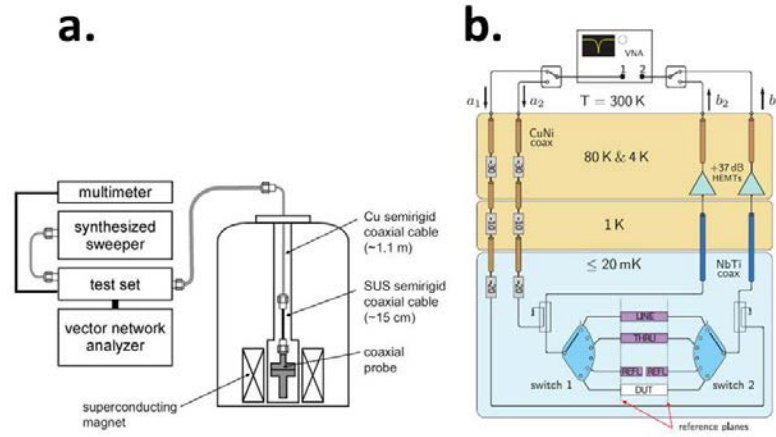 a.
multimeter
synthesized
sweeper
test set
vector network
analyzer
Cu semirigid
coaxial cable
(~1.1 m)
SUS semirigid
coaxial cable
(~15 cm)
coaxial
probe
superconducting
magnet
b.
VNA
1 2
a1
a2
T = 300 K
b2
b
CuNi
coax
80 K & 4 K
+37 dB
HEMTs
1 K
≤ 20 mK
NbTi
coax
LINE
THRU
REFL REFL
DUT
switch 1
switch 2
reference planes